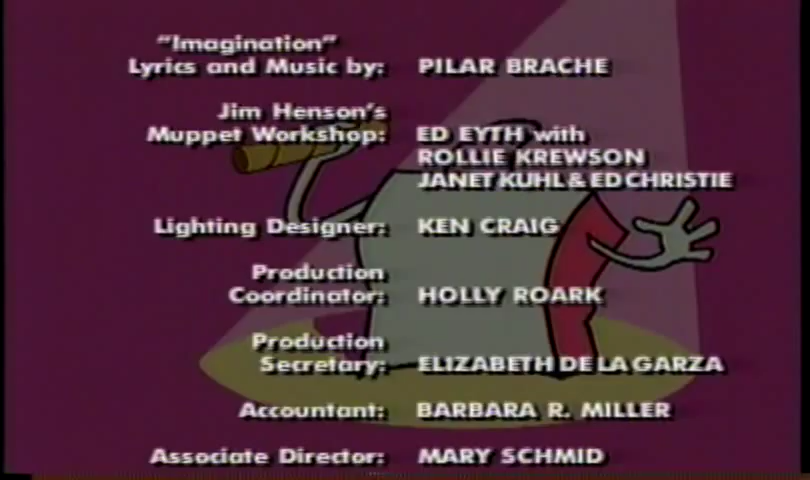 "Imagination"
Lyrics and Music by: PILAR BRACHE
Jim Henson's
Muppet Workshop: ED EYTH with
ROLLIE KREWSON
JANET KUHL & ED CHRISTIE
Lighting Designer: KEN CRAIG
Production
Coordinator: HOLLY ROARK
Production
Secretary: ELIZABETH DE LA GARZA
Accountant: BARBARA R. MILLER
Associate Director: MARY SCHMID